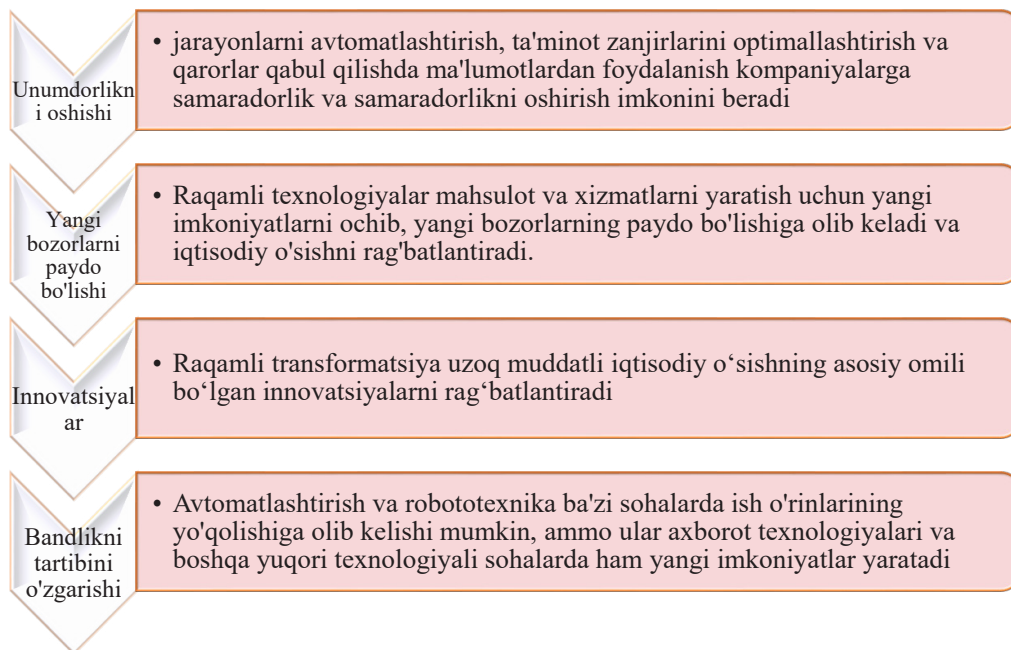 Unumdorlikn
i oshishi
• jarayonlarni avtomatlashtirish, ta'minot zanjirlarini optimallashtirish va
qarorlar qabul qilishda ma'lumotlardan foydalanish kompaniyalarga
samaradorlik va samaradorlikni oshirish imkonini beradi
Yangi
bozorlarni
paydo
bo'lishi
• Raqamli texnologiyalar mahsulot va xizmatlarni yaratish uchun yangi
imkoniyatlarni ochib, yangi bozorlarning paydo bo'lishiga olib keladi va
iqtisodiy o'sishni rag'batlantiradi.
Innovatsiyal
ar
• Raqamli transformatsiya uzoq muddatli iqtisodiy o‘sishning asosiy omili
bo‘lgan innovatsiyalarni rag‘batlantiradi
Bandlikni
tartibini
o'zgarishi
• Avtomatlashtirish va robototexnika ba'zi sohalarda ish o'rinlarining
yo'qolishiga olib kelishi mumkin, ammo ular axborot texnologiyalari va
boshqa yuqori texnologiyali sohalarda ham yangi imkoniyatlar yaratadi